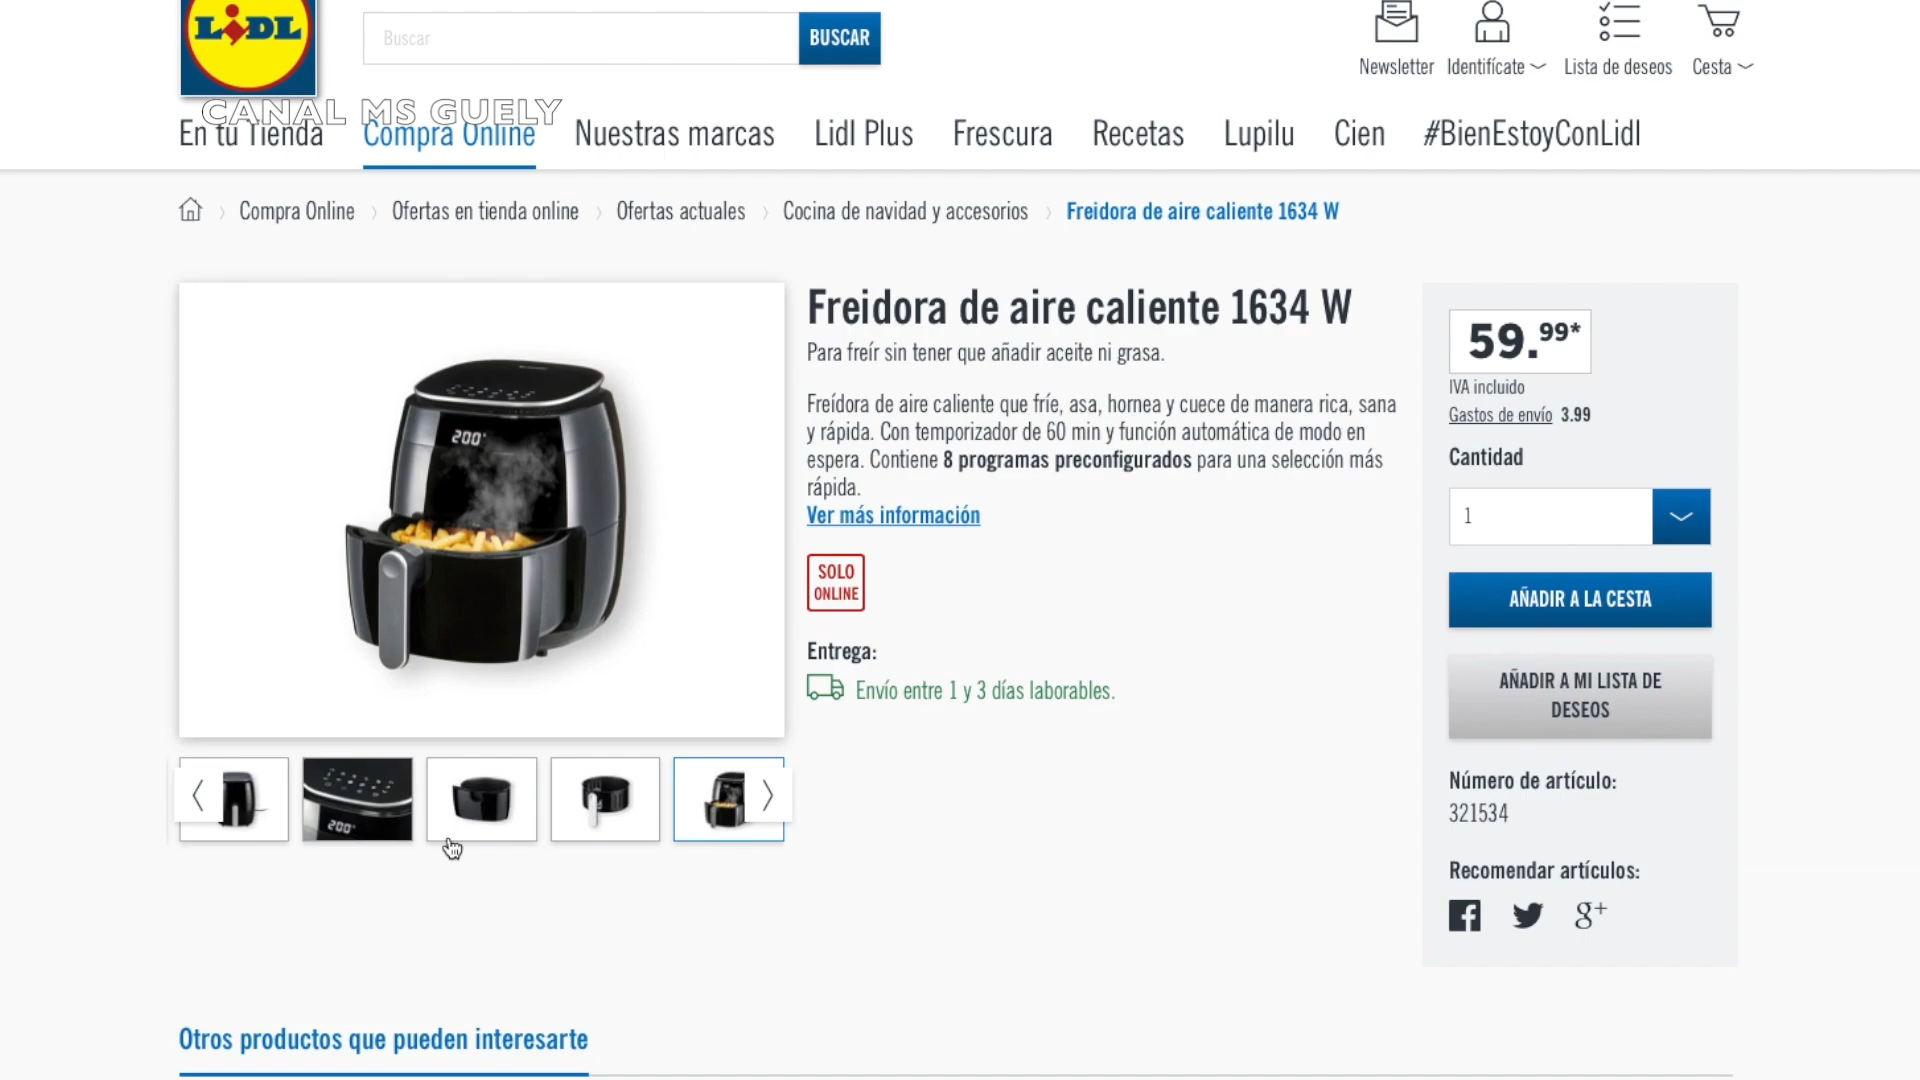 LIDL
Buscar
BUSCAR
Newsletter
Identifícate
Lista de deseos
Cesta
CANAL MS GUELY
En tu Tienda
Compra Online
Nuestras marcas
Lidl Plus
Frescura
Recetas
Lupilu
Cien
#BienEstoyConLidl
Compra Online
Ofertas en tienda online
Ofertas actuales
Cocina de navidad y accesorios
Freidora de aire caliente 1634 W
200°
Freidora de aire caliente 1634 W
Para freír sin tener que añadir aceite ni grasa.
Freídora de aire caliente que fríe, asa, hornea y cuece de manera rica, sana
y rápida. Con temporizador de 60 min y función automática de modo en
espera. Contiene 8 programas preconfigurados para una selección más
rápida.
Ver más información
SOLO
ONLINE
Entrega:
Envío entre 1 y 3 días laborables.
59.99*
IVA incluido
Gastos de envío 3.99
Cantidad
1
AÑADIR A LA CESTA
AÑADIR A MI LISTA DE
DESEOS
Número de artículo:
321534
Recomendar artículos:
g+
200°
Otros productos que pueden interesarte